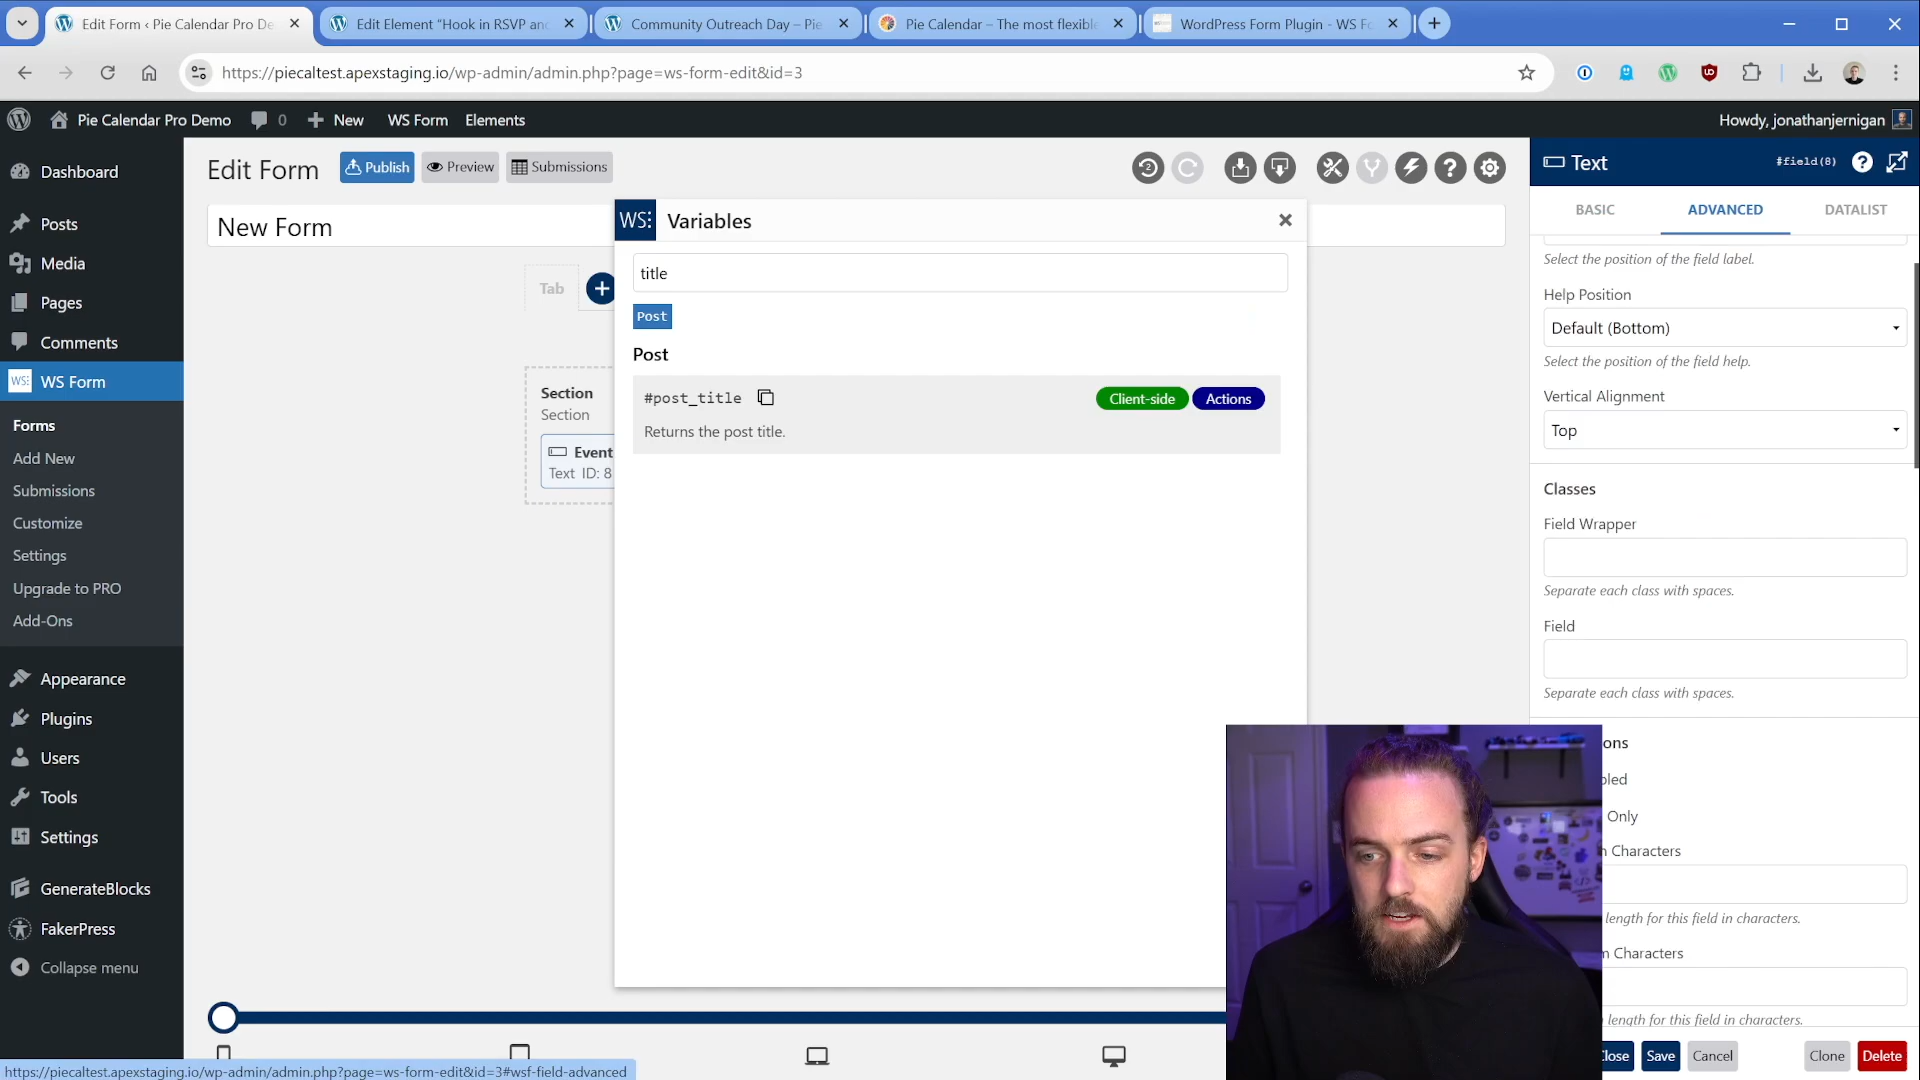 Edit Form ‹ Pie Calendar Pro De
Edit Element “Hook in RSVP and
Community Outreach Day – Pie
Pie Calendar – The most flexible
WordPress Form Plugin - WS Fo
https://piecaltest.apexstaging.io/wp-admin/admin.php?page=ws-form-edit&id=3
Pie Calendar Pro Demo
0
New
WS Form
Elements
Howdy, jonathanjernigan
Dashboard
Posts
Media
Pages
Comments
WS Form
Forms
Add New
Submissions
Customize
Settings
Upgrade to PRO
Add-Ons
Appearance
Plugins
Users
Tools
Settings
GenerateBlocks
FakerPress
Collapse menu
Edit Form
Publish
Preview
Submissions
New Form
Tab
Section
Section
Event
Text ID: 8
WS: Variables
title
Post
Post
#post_title
Client-side
Actions
Returns the post title.
Text
#field(8)
BASIC
ADVANCED
DATALIST
Select the position of the field label.
Help Position
Default (Bottom)
Select the position of the field help.
Vertical Alignment
Top
Classes
Field Wrapper
Separate each class with spaces.
Field
Separate each class with spaces.
ons
bled
Only
n Characters
length for this field in characters.
n Characters
length for this field in characters.
Close
Save
Cancel
Clone
Delete
https://piecaltest.apexstaging.io/wp-admin/admin.php?page=ws-form-edit&id=3#wsf-field-advanced